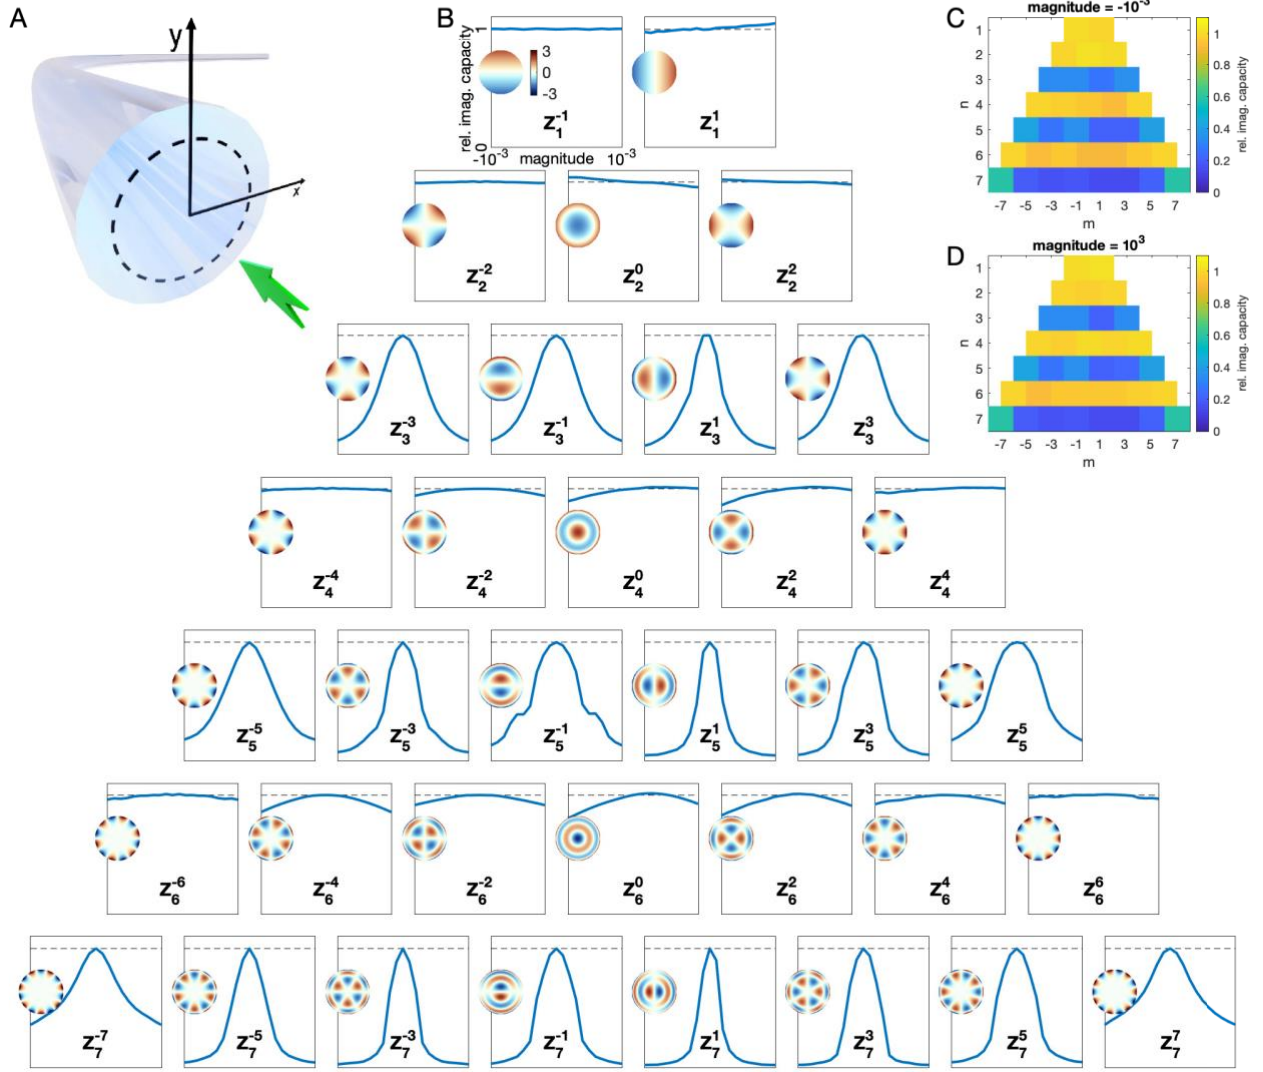 A
y
x
B
rel. imag. capacity
1
0
3
0
-3
Z₁⁻¹
-10⁻³ magnitude 10⁻³
Z₁¹
Z₂⁻² Z₂⁰ Z₂²
Z₃⁻³ Z₃⁻¹ Z₃¹ Z₃³
Z₄⁻⁴ Z₄⁻² Z₄⁰ Z₄² Z₄⁴
Z₅⁻⁵ Z₅⁻³ Z₅⁻¹ Z₅¹ Z₅³ Z₅⁵
Z₆⁻⁶ Z₆⁻⁴ Z₆⁻² Z₆⁰ Z₆² Z₆⁴ Z₆⁶
Z₇⁻⁷ Z₇⁻⁵ Z₇⁻³ Z₇⁻¹ Z₇¹ Z₇³ Z₇⁵ Z₇⁷
C
magnitude = -10⁻³
n
1
2
3
4
5
6
7
-7 -5 -3 -1 1 3 5 7
m
1
0.8
0.6
0.4
0.2
0
rel. imag. capacity
D
magnitude = 10³
n
1
2
3
4
5
6
7
-7 -5 -3 -1 1 3 5 7
m
1
0.8
0.6
0.4
0.2
0
rel. imag. capacity